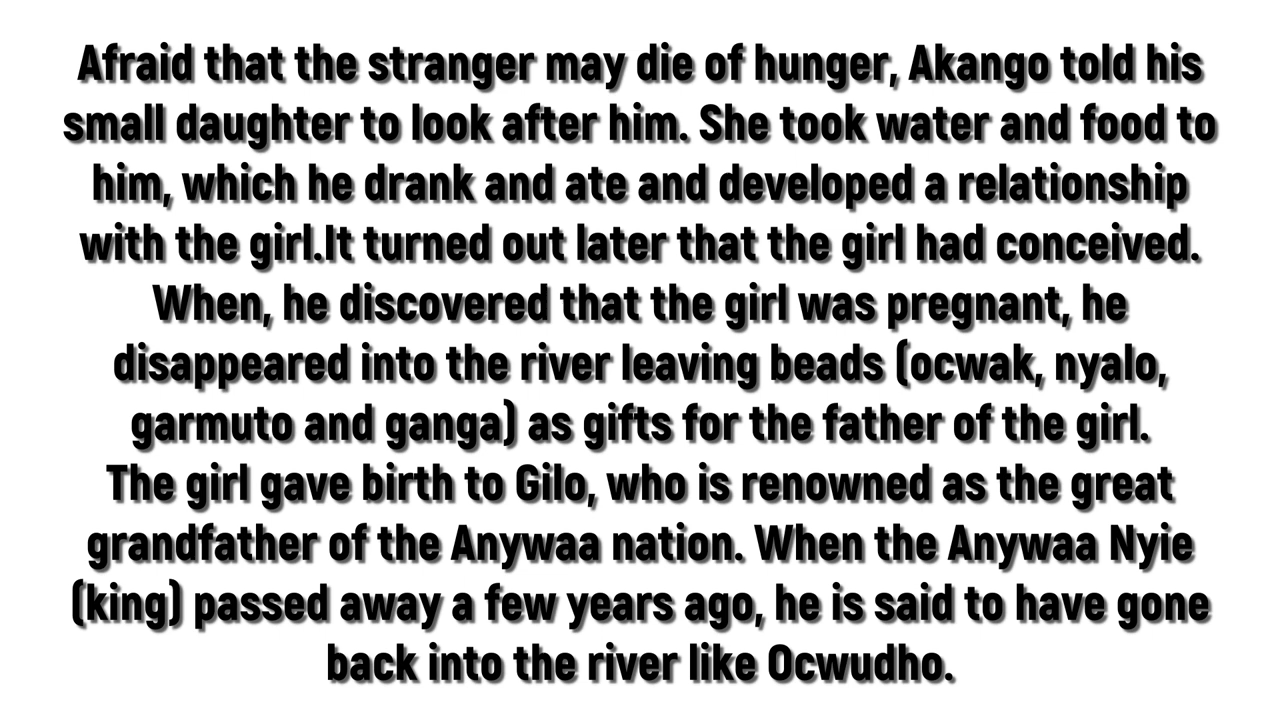 Afraid that the stranger may die of hunger, Akango told his
small daughter to look after him. She took water and food to
him, which he drank and ate and developed a relationship
with the girl.It turned out later that the girl had conceived.
When, he discovered that the girl was pregnant, he
disappeared into the river leaving beads (ocwak, nyalo,
garmuto and ganga) as gifts for the father of the girl.
The girl gave birth to Gilo, who is renowned as the great
grandfather of the Anywaa nation. When the Anywaa Nyie
(king) passed away a few years ago, he is said to have gone
back into the river like Ocwudho.